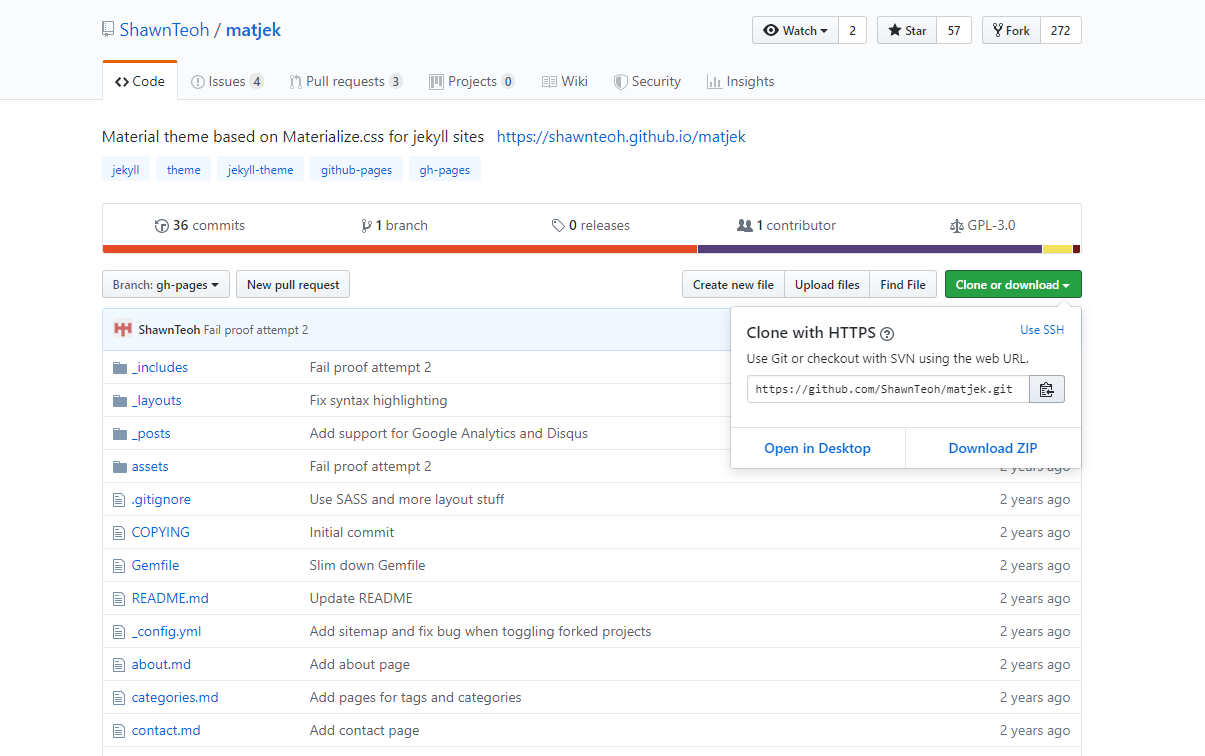 ShawnTeoh / matjek
Watch 2 Star 57 Fork 272
Code Issues 4 Pull requests 3 Projects 0 Wiki Security Insights
Material theme based on Materialize.css for jekyll sites https://shawnteoh.github.io/matjek
jekyll theme jekyll-theme github-pages gh-pages
36 commits 1 branch 0 releases 1 contributor GPL-3.0
Branch: gh-pages New pull request Create new file Upload files Find File Clone or download
ShawnTeoh Fail proof attempt 2
Clone with HTTPS ? Use SSH
Use Git or checkout with SVN using the web URL.
https://github.com/ShawnTeoh/matjek.git
Open in Desktop Download ZIP
_includes Fail proof attempt 2
_layouts Fix syntax highlighting
_posts Add support for Google Analytics and Disqus
assets Fail proof attempt 2 2 years ago
.gitignore Use SASS and more layout stuff 2 years ago
COPYING Initial commit 2 years ago
Gemfile Slim down Gemfile 2 years ago
README.md Update README 2 years ago
_config.yml Add sitemap and fix bug when toggling forked projects 2 years ago
about.md Add about page 2 years ago
categories.md Add pages for tags and categories 2 years ago
contact.md Add contact page 2 years ago